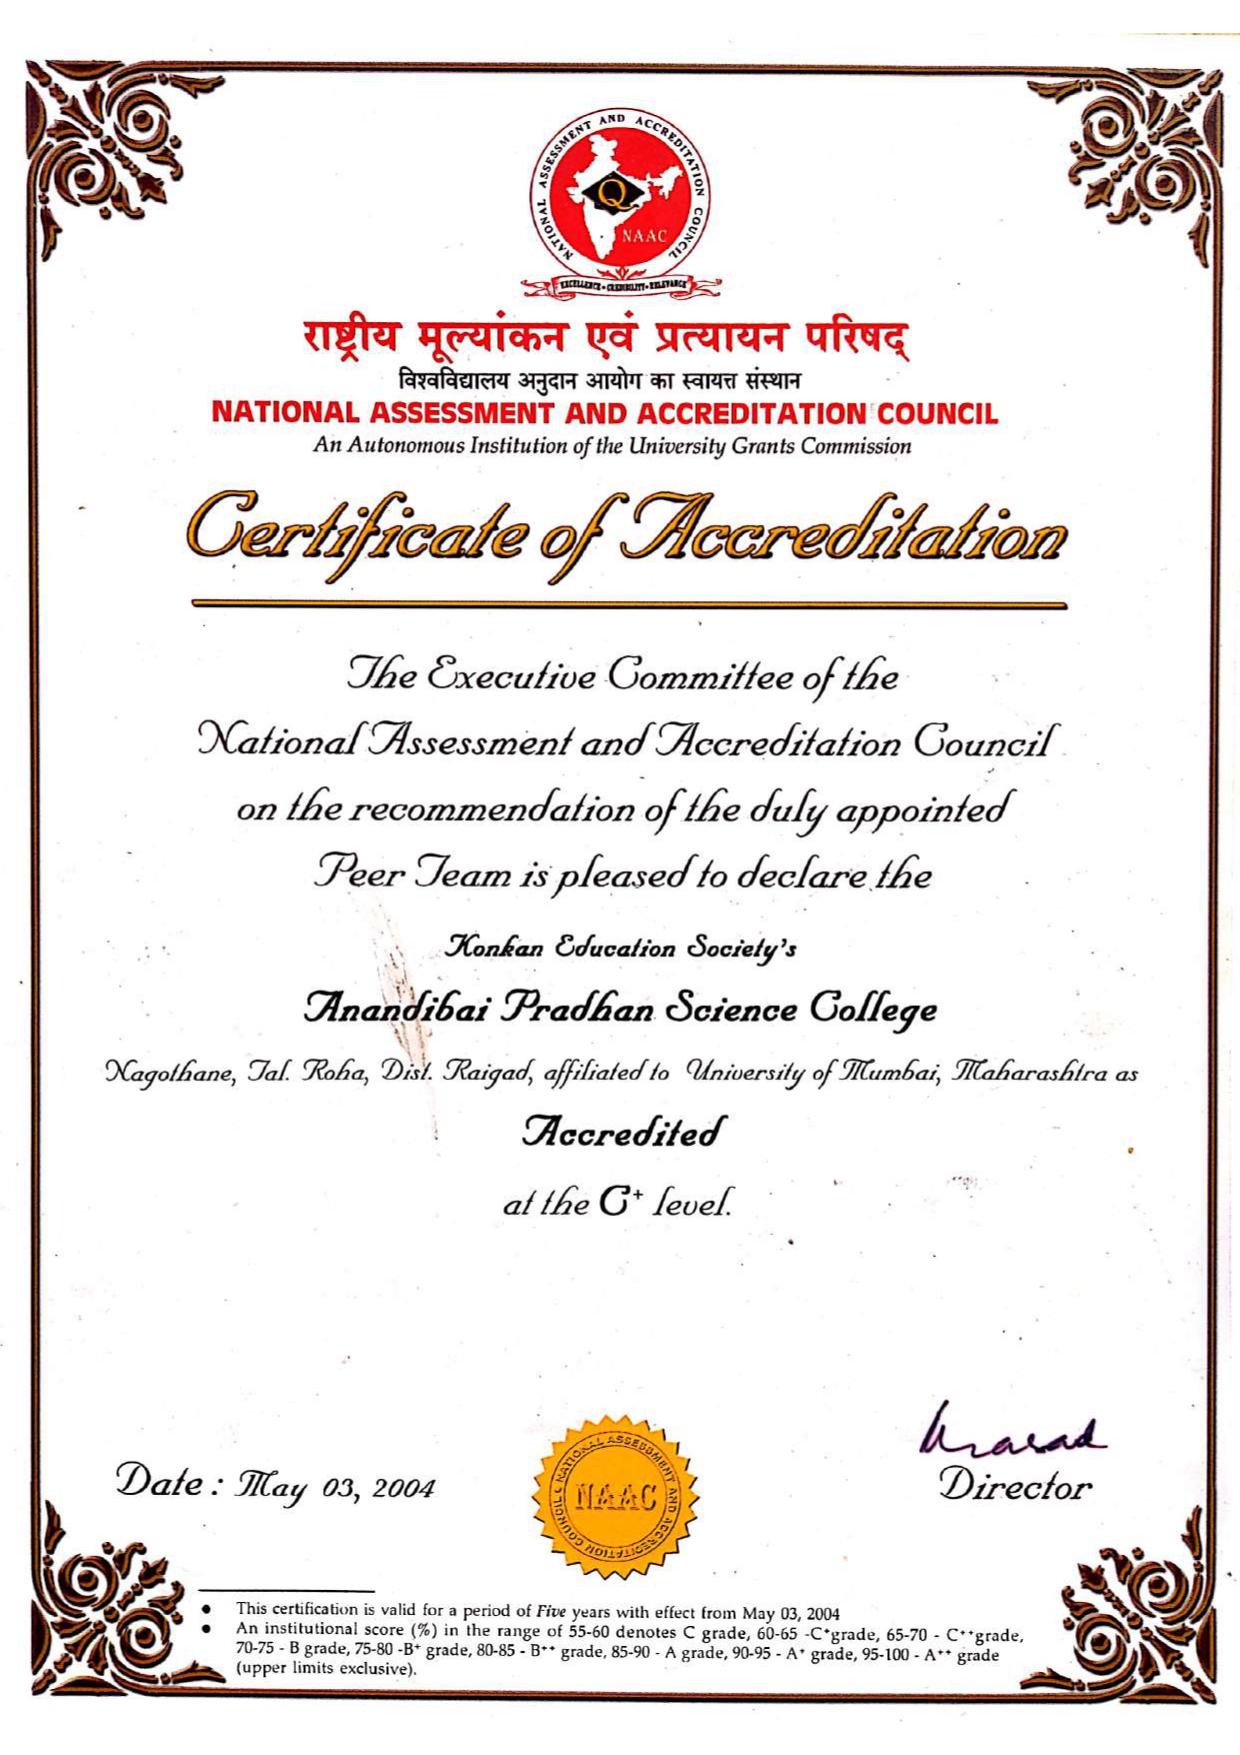 NATIONAL ASSESSMENT AND ACCREDITATION COUNCIL
Q
NAAC
EXCELLENCE • CREDIBILITY • RELEVANCE
राष्ट्रीय मूल्यांकन एवं प्रत्यायन परिषद्
विश्वविद्यालय अनुदान आयोग का स्वायत्त संस्थान
NATIONAL ASSESSMENT AND ACCREDITATION COUNCIL
An Autonomous Institution of the University Grants Commission
Certificate of Accreditation
The Executive Committee of the
National Assessment and Accreditation Council
on the recommendation of the duly appointed
Peer Team is pleased to declare the
Konkan Education Society's
Anandibai Pradhan Science College
Nagothane, Tal. Roha, Dist. Raigad, affiliated to University of Mumbai, Maharashtra as
Accredited
at the C⁺ level.
Date : May 03, 2004
NATIONAL ASSESSMENT AND ACCREDITATION COUNCIL
NAAC
Director
• This certification is valid for a period of Five years with effect from May 03, 2004
• An institutional score (%) in the range of 55-60 denotes C grade, 60-65 -C⁺grade, 65-70 - C⁺⁺grade,
70-75 - B grade, 75-80 -B⁺ grade, 80-85 - B⁺⁺ grade, 85-90 - A grade, 90-95 - A⁺ grade, 95-100 - A⁺⁺ grade
(upper limits exclusive).